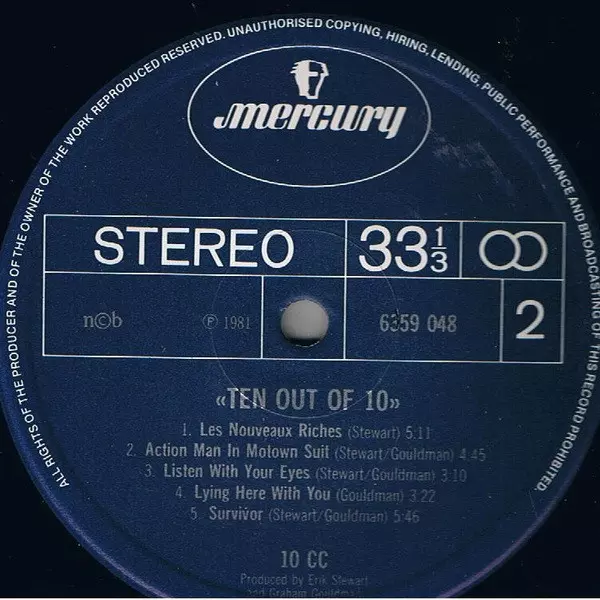 ALL RIGHTS OF THE PRODUCER AND OF THE OWNER OF THE WORK REPRODUCED RESERVED. UNAUTHORISED COPYING, HIRING, LENDING, PUBLIC PERFORMANCE AND BROADCASTING OF THIS RECORD PROHIBITED
mercury
STEREO 33 1/3
n©b ℗ 1981 6359 048 2
«TEN OUT OF 10»
1. Les Nouveaux Riches (Stewart) 5:11
2. Action Man In Motown Suit (Stewart/Gouldman) 4:45
3. Listen With Your Eyes (Stewart/Gouldman) 3:10
4. Lying Here With You (Gouldman) 3:22
5. Survivor (Stewart/Gouldman) 5:46
10 CC
Produced by Erik Stewart
and Graham Gouldman